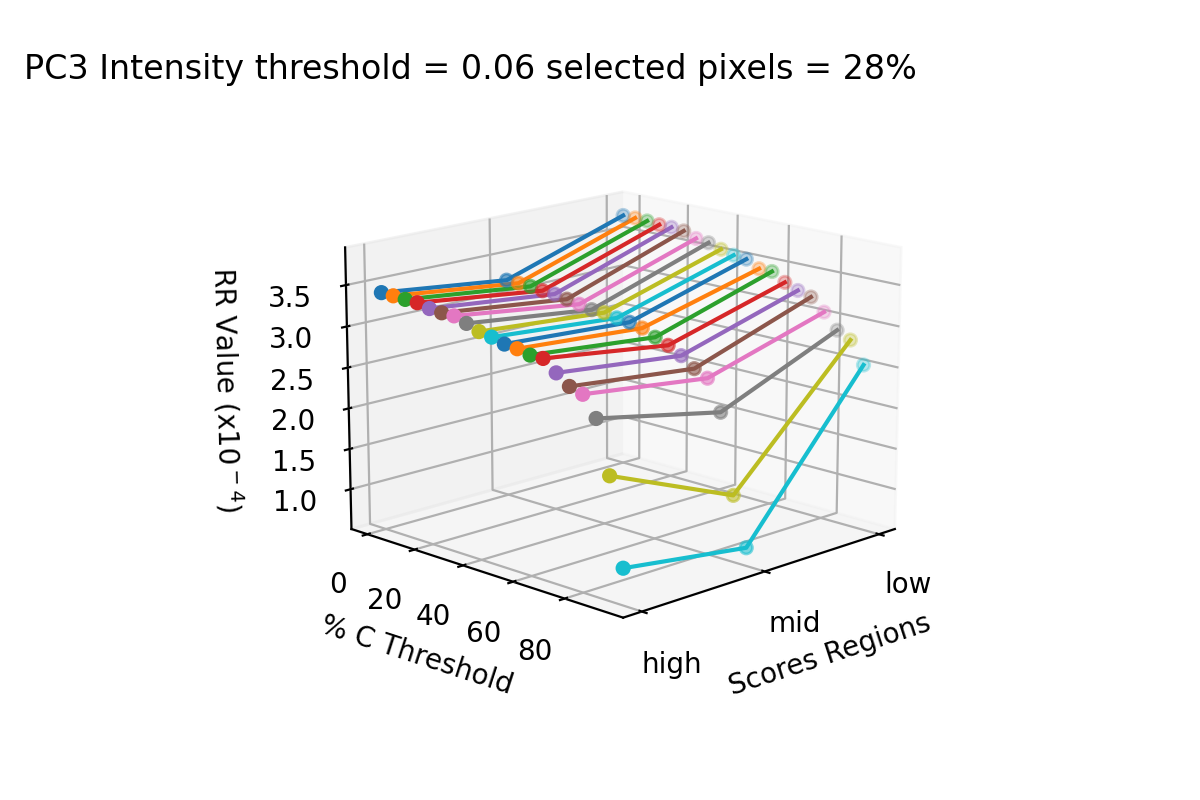 PC3 Intensity threshold = 0.06 selected pixels = 28%
RR Value (x10⁻⁴)
3.5
3.0
2.5
2.0
1.5
1.0
0
20
40
60
80
% C Threshold
high
mid
low
Scores Regions